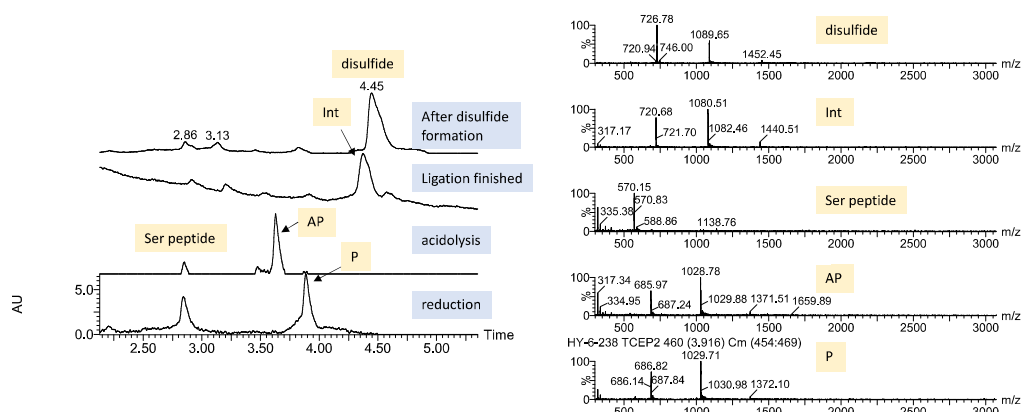 disulfide
4.45
Int
2.86 3.13
After disulfide
formation
Ligation finished
AP
Ser peptide
acidolysis
P
AU
5.0
reduction
0.0
Time
2.50 3.00 3.50 4.00 4.50 5.00
726.78
disulfide
100
1089.65
%
720.94 746.00
1452.45
m/z
500 1000 1500 2000 2500 3000
1080.51
Int
100
720.68
%
317.17 721.70 1082.46 1440.51
m/z
500 1000 1500 2000 2500 3000
570.15
Ser peptide
100
570.83
%
335.38 588.86 1138.76
m/z
500 1000 1500 2000 2500 3000
1028.78
AP
100
317.34 685.97
%
334.95 687.24 1029.88 1371.51 1659.89
m/z
500 1000 1500 2000 2500 3000
HY-6-238 TCEP2 460 (3.916) Cm (454:469)
P
1029.71
100
686.82
%
686.14 687.84 1030.98 1372.10
m/z
500 1000 1500 2000 2500 3000